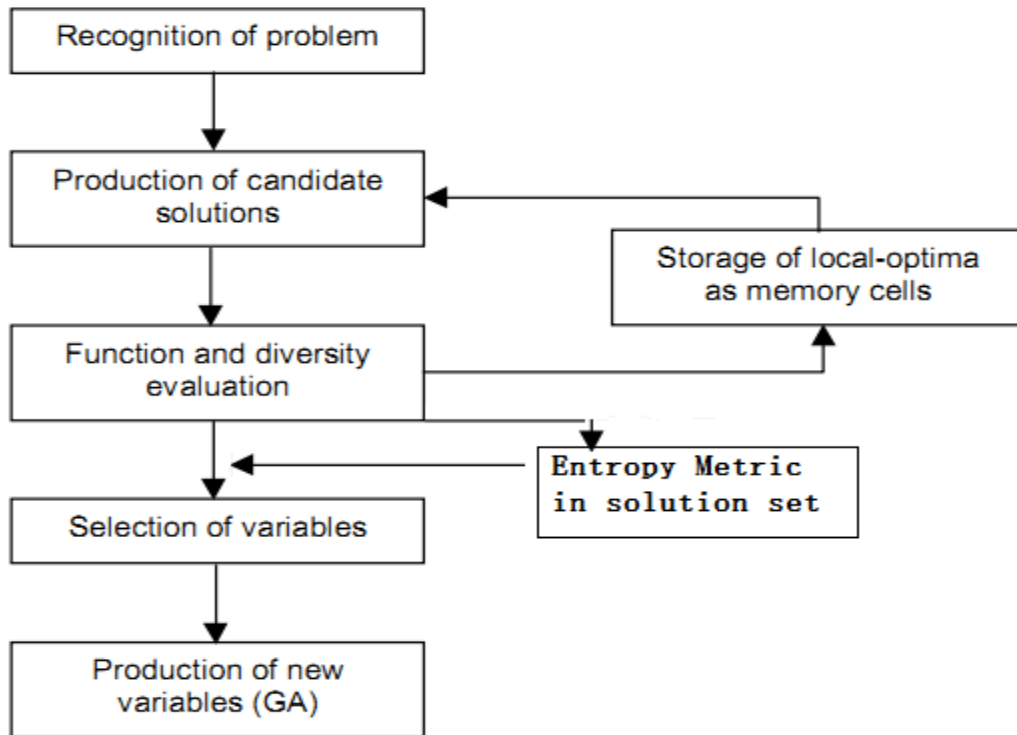 Recognition of problem
Production of candidate
solutions
Storage of local-optima
as memory cells
Function and diversity
evaluation
Entropy Metric
in solution set
Selection of variables
Production of new
variables (GA)